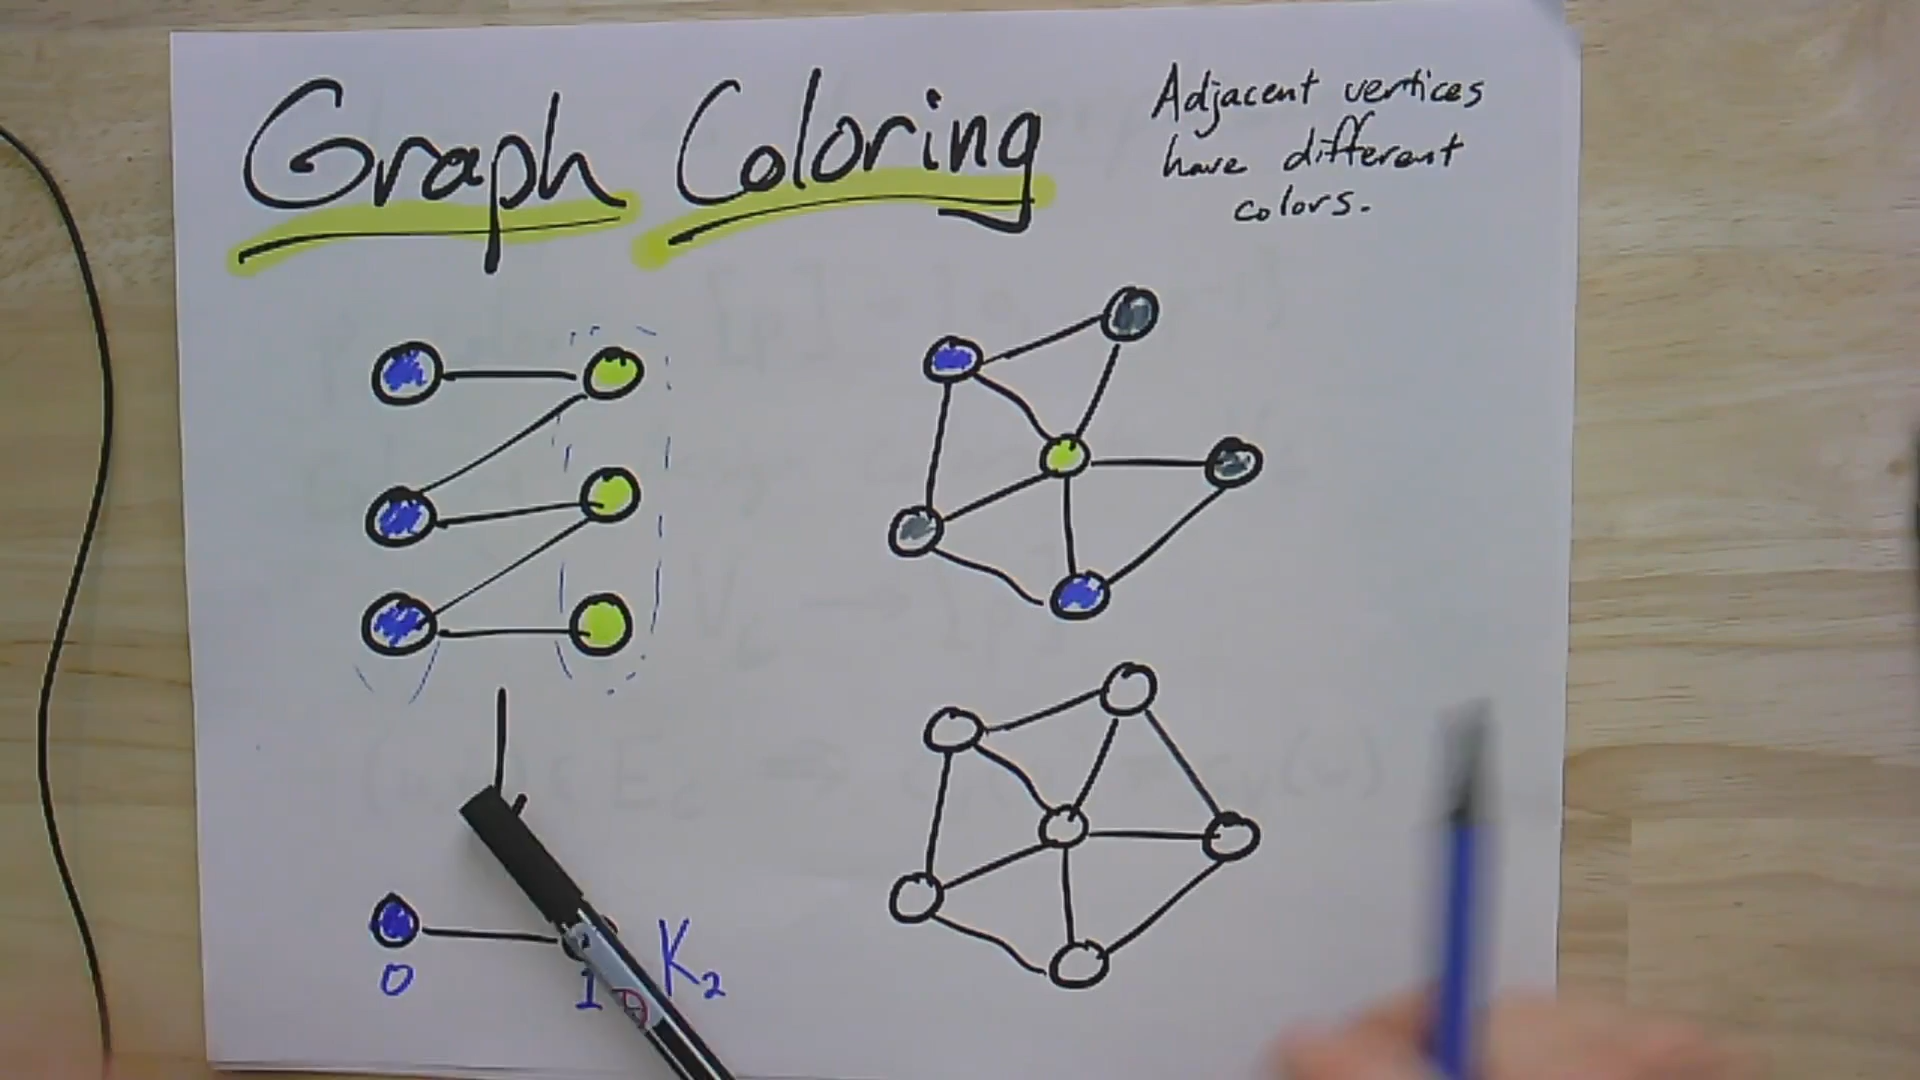 Graph Coloring
Adjacent vertices
have different
colors.
0
1
K₂